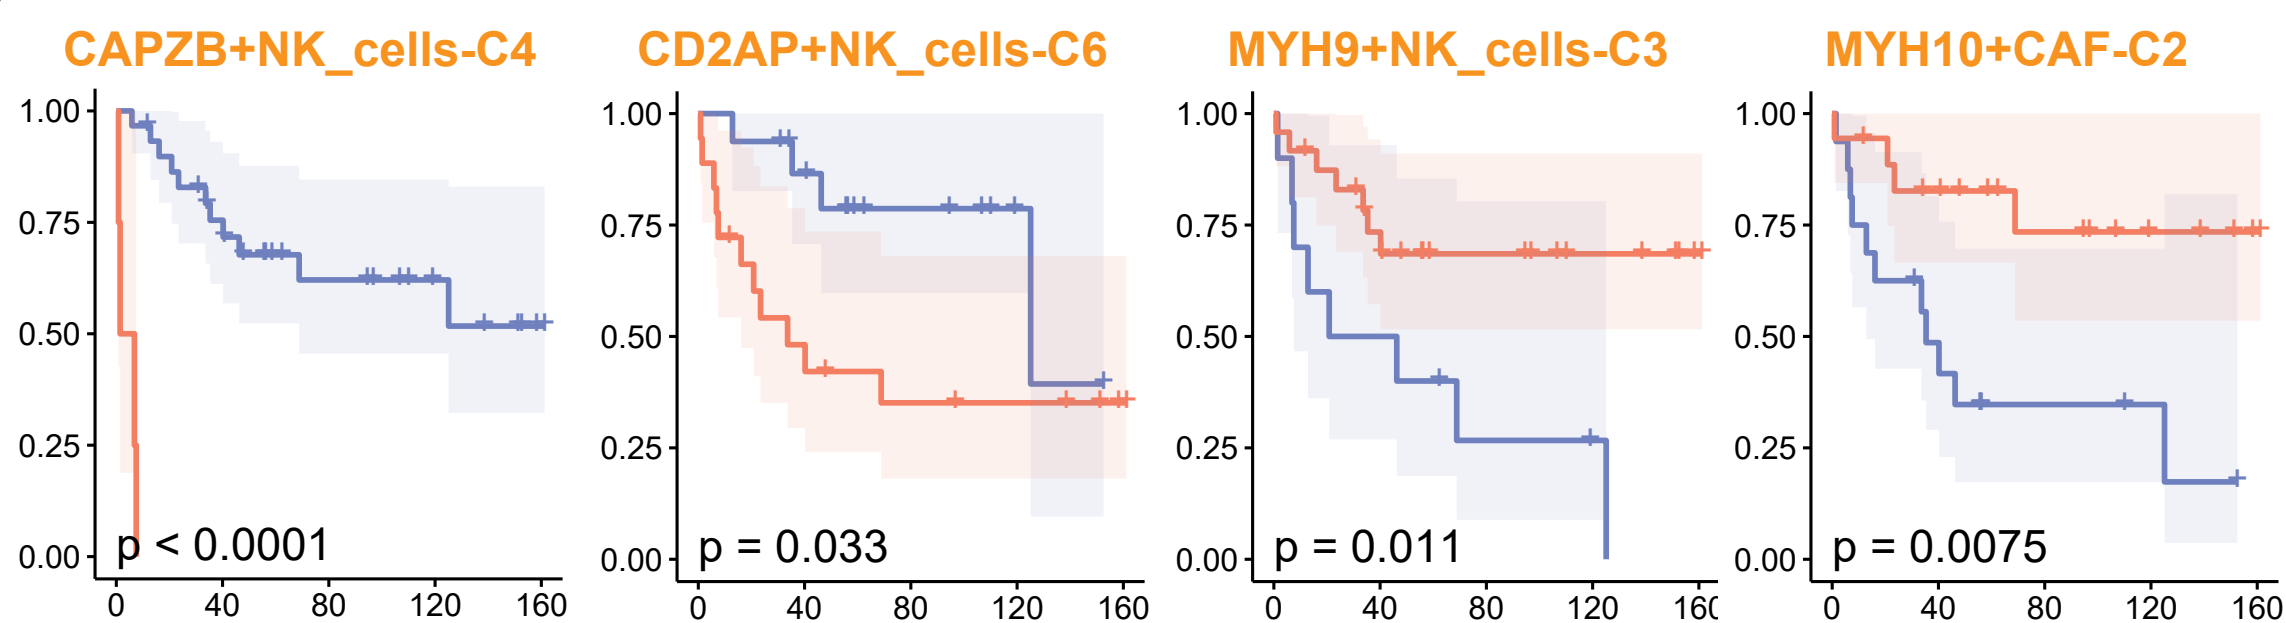 CAPZB+NK_cells-C4
1.00
0.75
0.50
0.25
0.00
p < 0.0001
0 40 80 120 160
CD2AP+NK_cells-C6
1.00
0.75
0.50
0.25
0.00
p = 0.033
0 40 80 120 160
MYH9+NK_cells-C3
1.00
0.75
0.50
0.25
0.00
p = 0.011
0 40 80 120 160
MYH10+CAF-C2
1.00
0.75
0.50
0.25
0.00
p = 0.0075
0 40 80 120 160